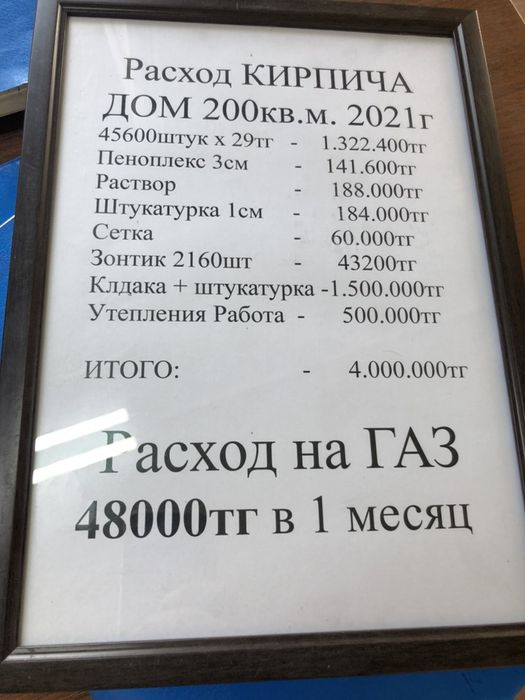 Расход КИРПИЧА
ДОМ 200кв.м. 2021г
45600штук х 29тг - 1.322.400тг
Пеноплекс 3см - 141.600тг
Раствор - 188.000тг
Штукатурка 1см - 184.000тг
Сетка - 60.000тг
Зонтик 2160шт - 43200тг
Клдака + штукатурка -1.500.000тг
Утепления Работа - 500.000тг
ИТОГО: - 4.000.000тг
Расход на ГАЗ
48000тг в 1 месяц